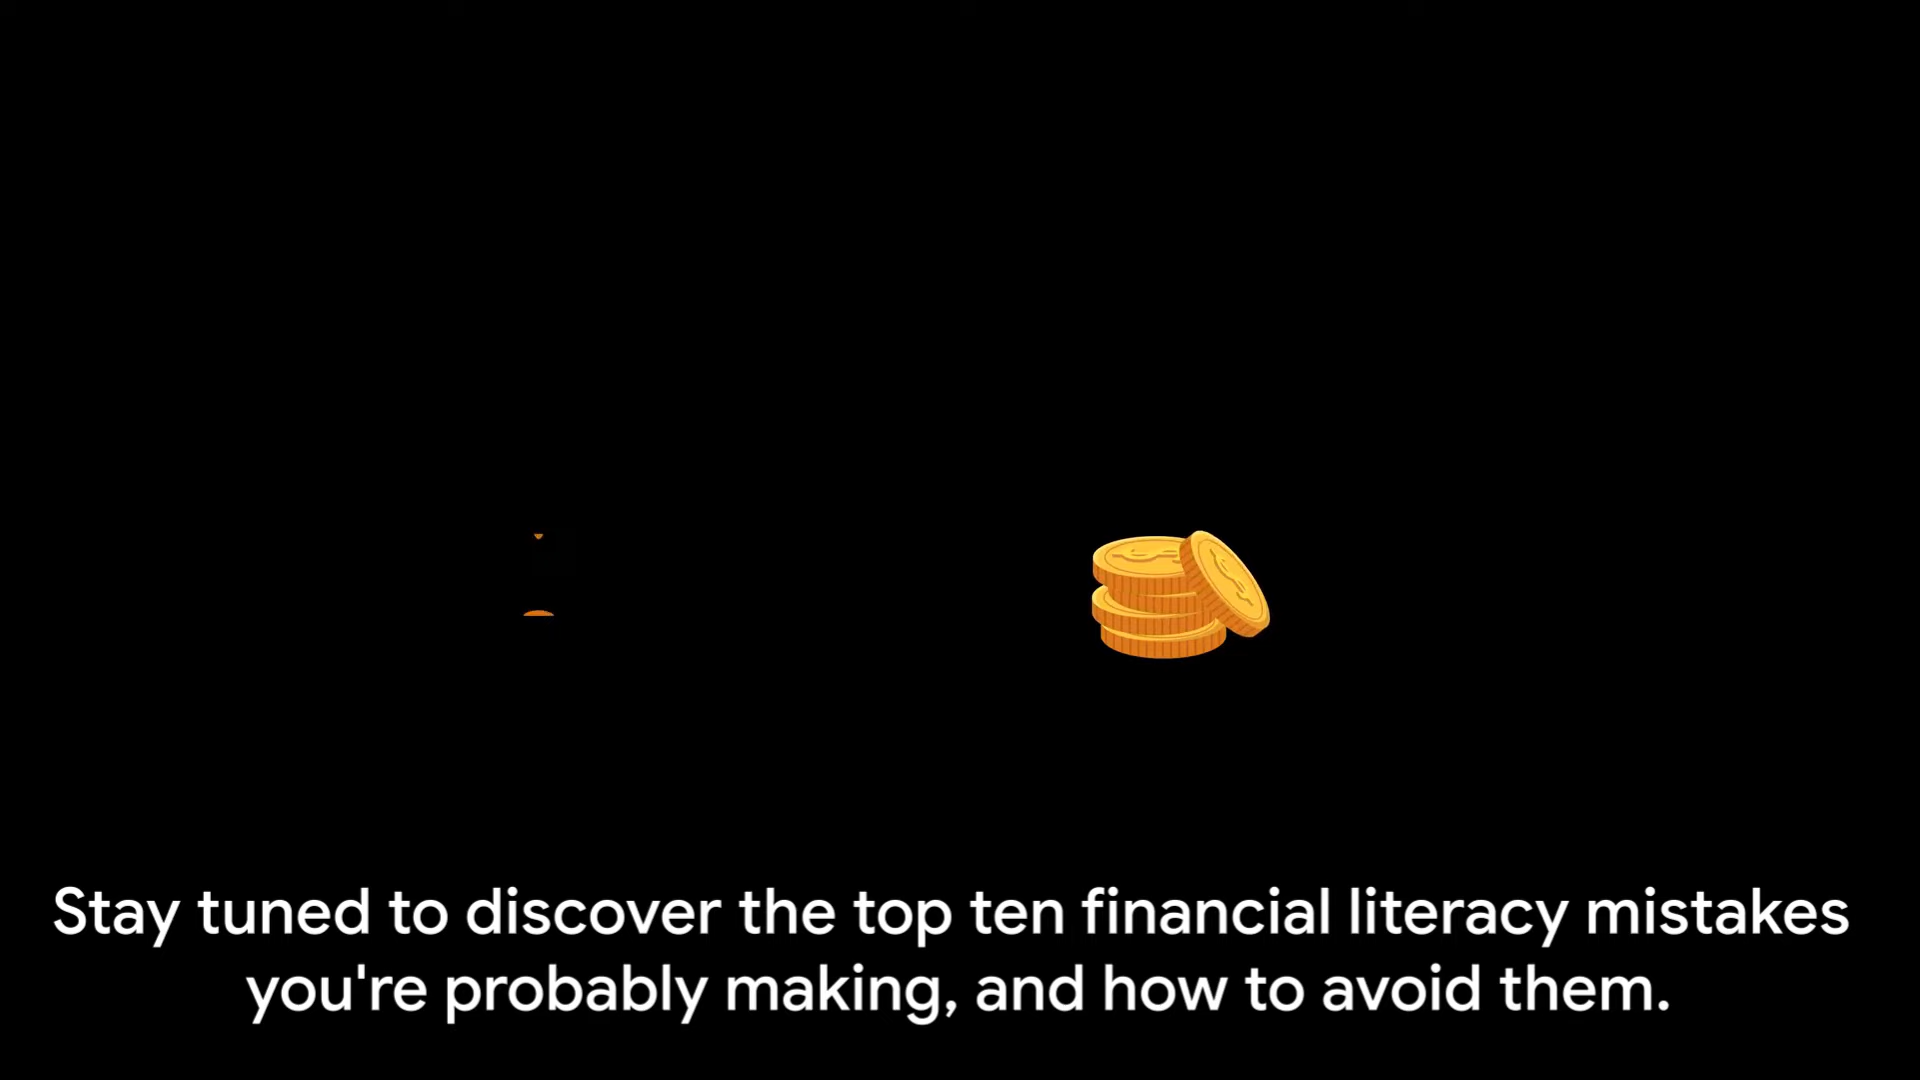 Stay tuned to discover the top ten financial literacy mistakes
you're probably making, and how to avoid them.